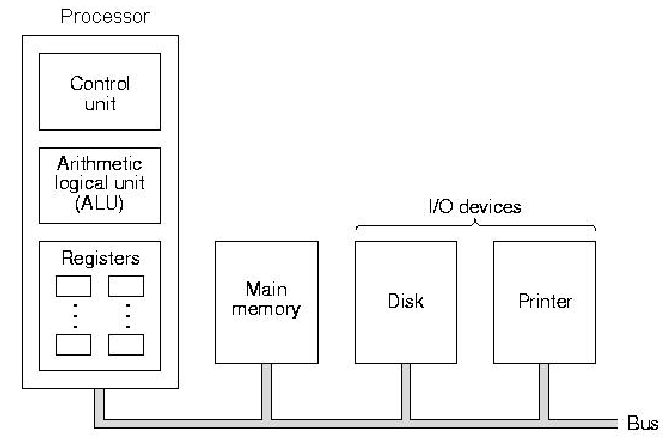 Processor
Control
unit
Arithmetic
logical unit
(ALU)
Registers
Main
memory
I/O devices
Disk
Printer
Bus